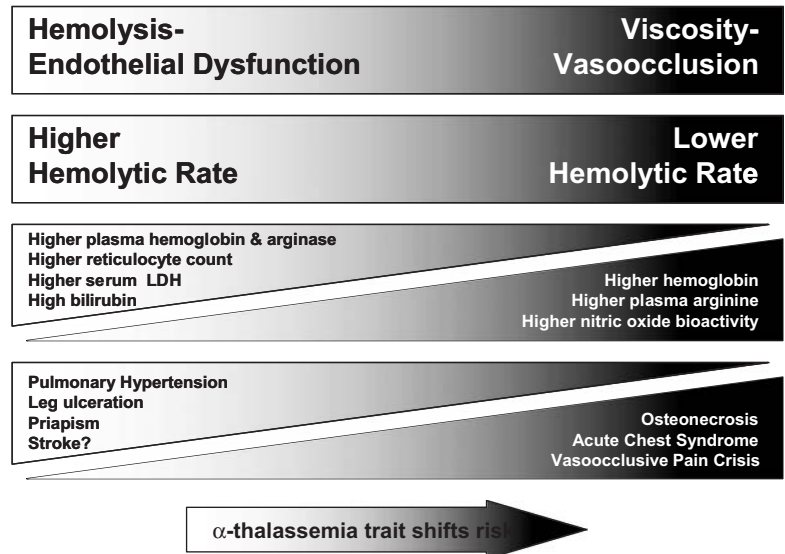 Hemolysis-
Endothelial Dysfunction
Viscosity-
Vasoocclusion
Higher
Hemolytic Rate
Lower
Hemolytic Rate
Higher plasma hemoglobin & arginase
Higher reticulocyte count
Higher serum LDH
High bilirubin
Higher hemoglobin
Higher plasma arginine
Higher nitric oxide bioactivity
Pulmonary Hypertension
Leg ulceration
Priapism
Stroke?
Osteonecrosis
Acute Chest Syndrome
Vasoocclusive Pain Crisis
α-thalassemia trait shifts risk